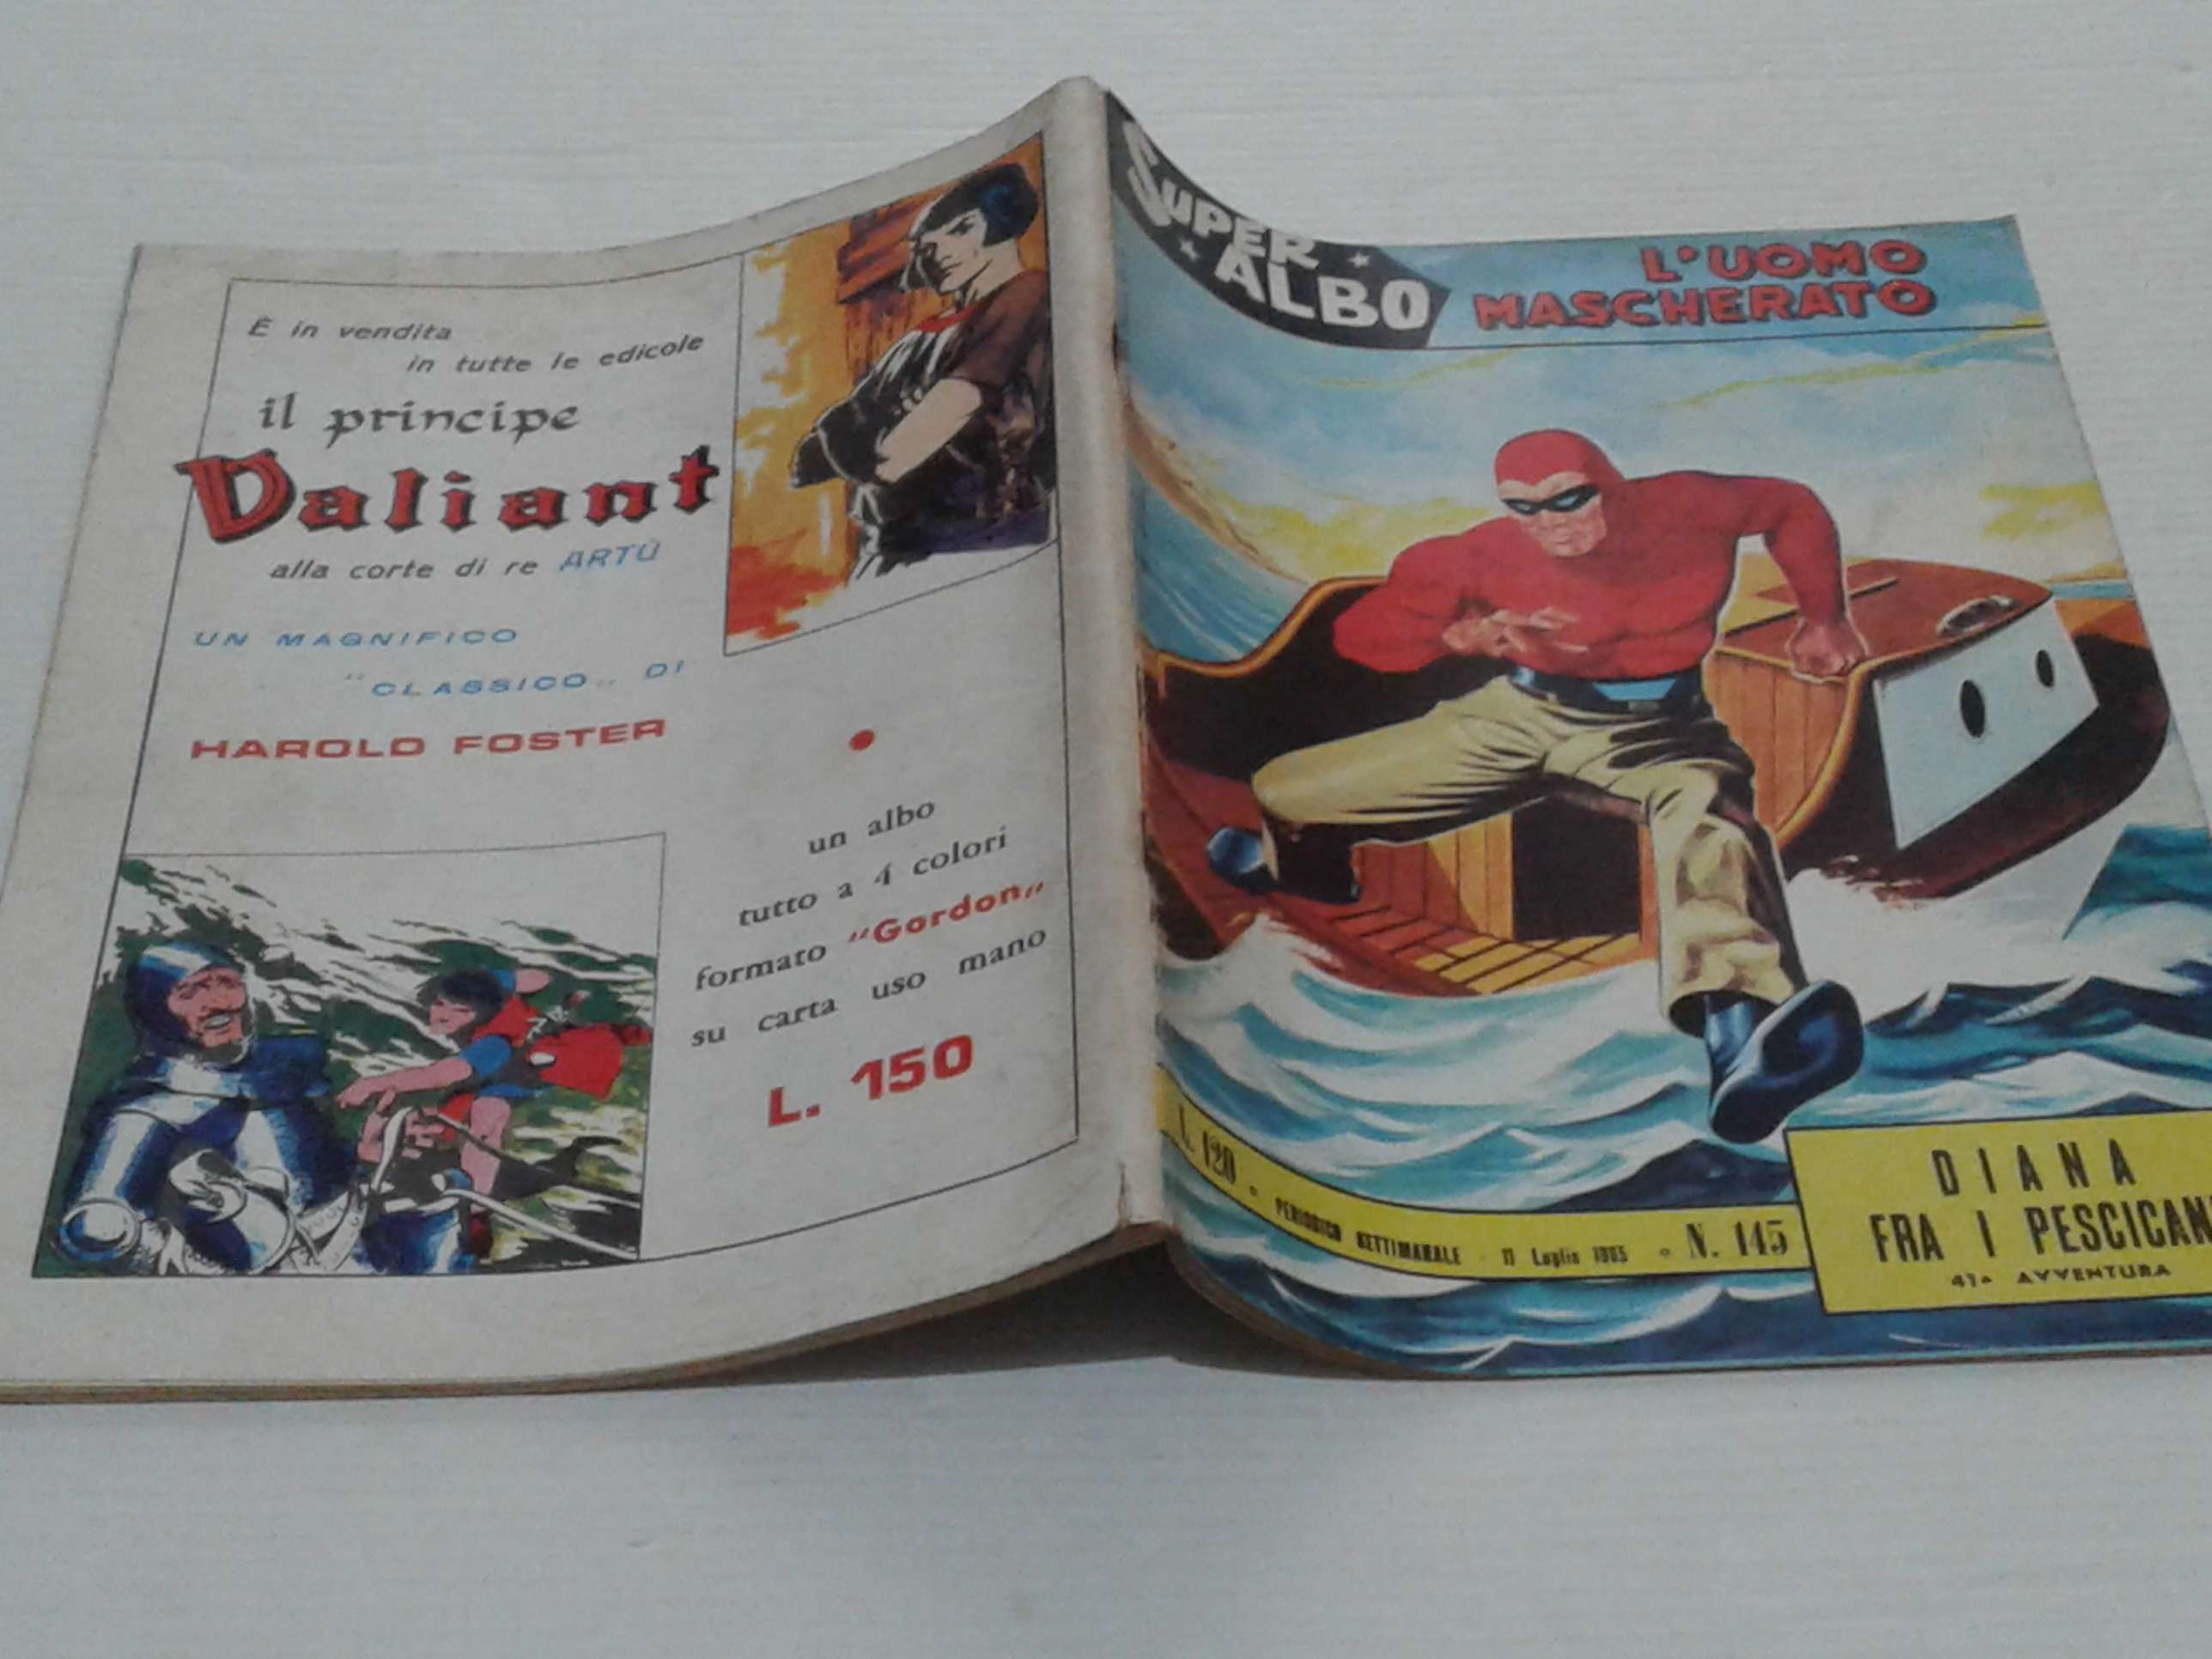 È in vendita
in tutte le edicole
il principe
Valiant
alla corte di re ARTÙ
UN MAGNIFICO
"CLASSICO" DI
HAROLD FOSTER
un albo
tutto a 4 colori
formato "Gordon"
su carta uso mano
L. 150
SUPER
ALBO
L'UOMO
MASCHERATO
L. 120 • PERIODICO SETTIMANALE - 11 Luglio 1965 • N. 145
DIANA
FRA I PESCICANI
41a AVVENTURA